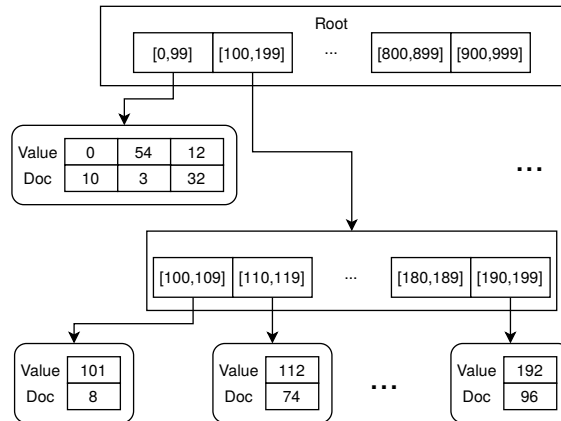 Root
[0,99] [100,199] ... [800,899] [900,999]
Value 0 54 12
Doc 10 3 32
...
[100,109] [110,119] ... [180,189] [190,199]
Value 101 Value 112 Value 192
Doc 8 Doc 74 ... Doc 96